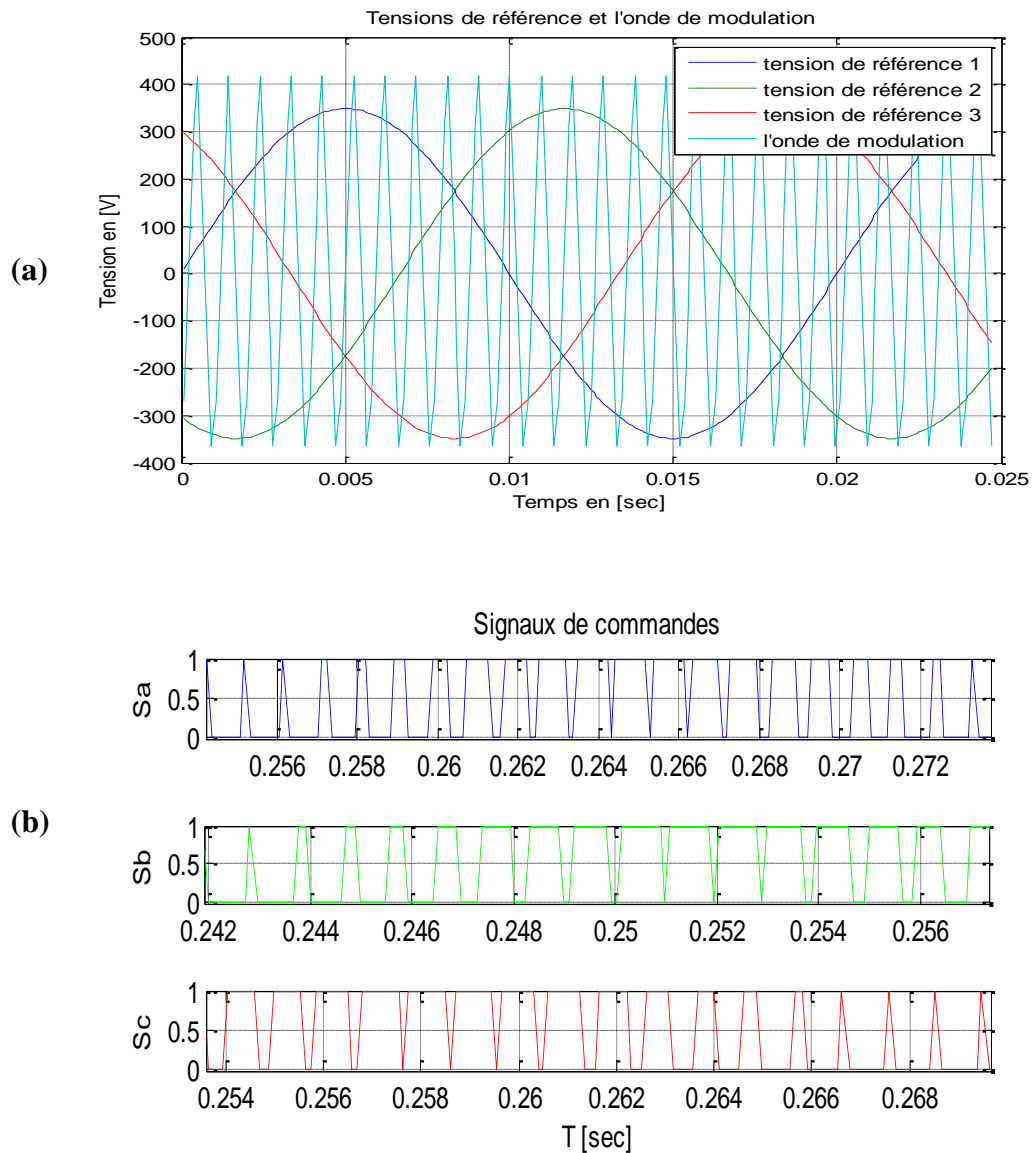 Tensions de référence et l'onde de modulation
500
400
300
200
100
0
-100
-200
-300
-400
Tension en [V]
tension de référence 1
tension de référence 2
tension de référence 3
l'onde de modulation
0 0.005 0.01 0.015 0.02 0.025
Temps en [sec]
(a)
Signaux de commandes
Sa
1
0.5
0
0.256 0.258 0.26 0.262 0.264 0.266 0.268 0.27 0.272
(b)
Sb
1
0.5
0
0.242 0.244 0.246 0.248 0.25 0.252 0.254 0.256
Sc
1
0.5
0
0.254 0.256 0.258 0.26 0.262 0.264 0.266 0.268
T [sec]